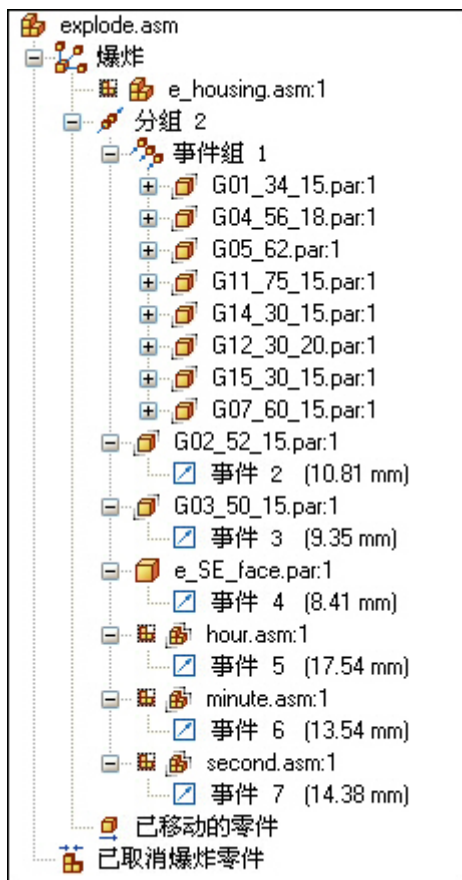 explode.asm
爆炸
e_housing.asm:1
分组 2
事件组 1
G01_34_15.par:1
G04_56_18.par:1
G05_62.par:1
G11_75_15.par:1
G14_30_15.par:1
G12_30_20.par:1
G15_30_15.par:1
G07_60_15.par:1
G02_52_15.par:1
事件 2 (10.81 mm)
G03_50_15.par:1
事件 3 (9.35 mm)
e_SE_face.par:1
事件 4 (8.41 mm)
hour.asm:1
事件 5 (17.54 mm)
minute.asm:1
事件 6 (13.54 mm)
second.asm:1
事件 7 (14.38 mm)
已移动的零件
已取消爆炸零件